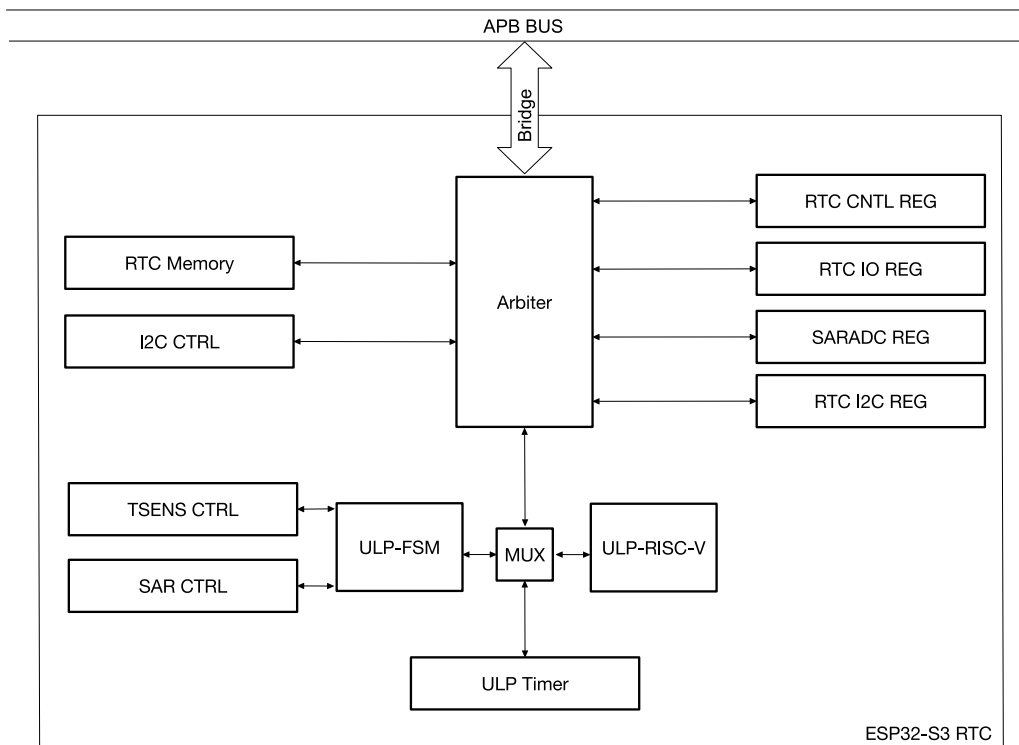 APB BUS
Bridge
RTC CNTL REG
RTC Memory
RTC IO REG
Arbiter
I2C CTRL
SARADC REG
RTC I2C REG
TSENS CTRL
ULP-FSM
MUX
ULP-RISC-V
SAR CTRL
ULP Timer
ESP32-S3 RTC